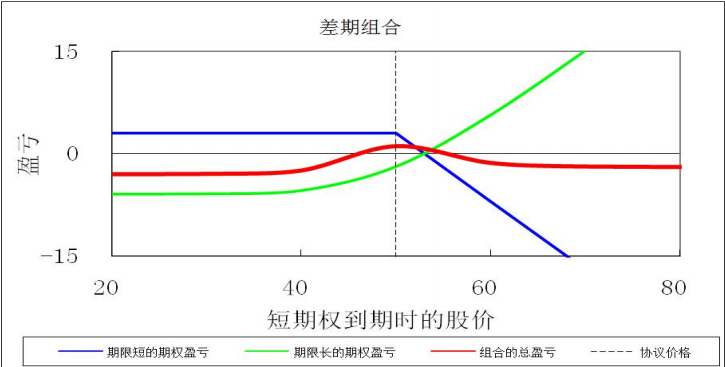 差期组合
15
0
-15
盈亏
20 40 60 80
短期权到期时的股价
期限短的期权盈亏 期限长的期权盈亏 组合的总盈亏 协议价格